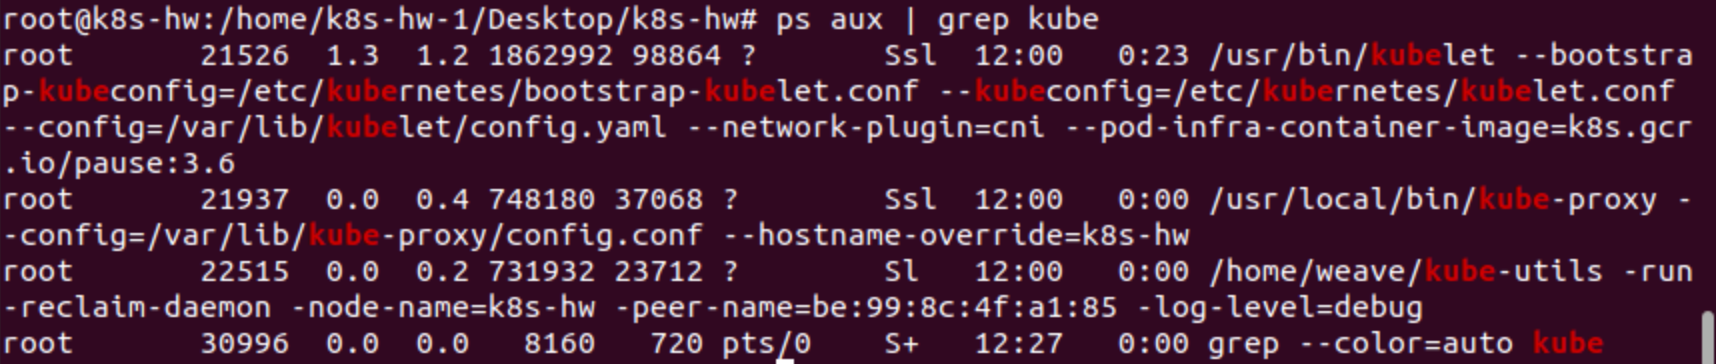 root@k8s-hw:/home/k8s-hw-1/Desktop/k8s-hw# ps aux | grep kube
root       21526  1.3  1.2 1862992 98864 ?       Ssl  12:00   0:23 /usr/bin/kubelet --bootstra
p-kubeconfig=/etc/kubernetes/bootstrap-kubelet.conf --kubeconfig=/etc/kubernetes/kubelet.conf
--config=/var/lib/kubelet/config.yaml --network-plugin=cni --pod-infra-container-image=k8s.gcr
.io/pause:3.6
root       21937  0.0  0.4 748180 37068 ?        Ssl  12:00   0:00 /usr/local/bin/kube-proxy -
-config=/var/lib/kube-proxy/config.conf --hostname-override=k8s-hw
root       22515  0.0  0.2 731932 23712 ?        Sl   12:00   0:00 /home/weave/kube-utils -run
-reclaim-daemon -node-name=k8s-hw -peer-name=be:99:8c:4f:a1:85 -log-level=debug
root       30996  0.0  0.0   8160   720 pts/0    S+   12:27   0:00 grep --color=auto kube